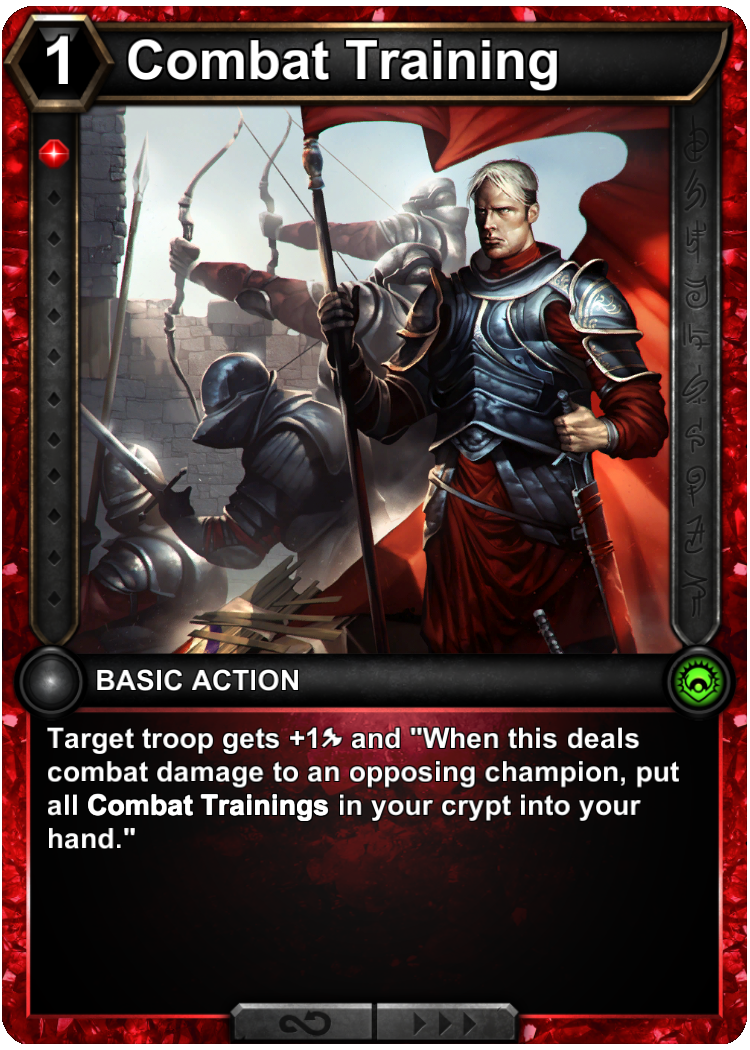 1
Combat Training
BASIC ACTION
Target troop gets +1 and "When this deals
combat damage to an opposing champion, put
all Combat Trainings in your crypt into your
hand."